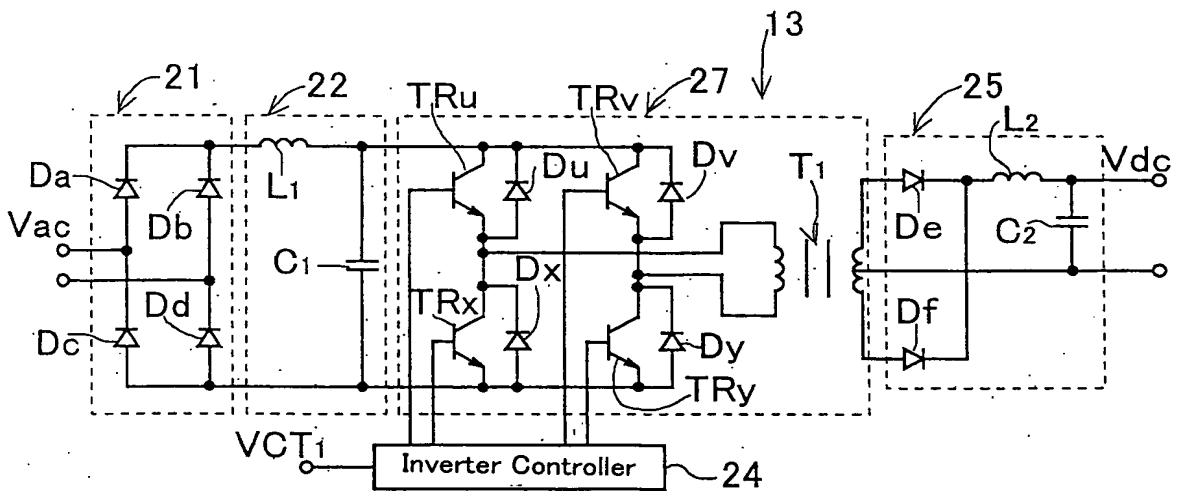 13
21
22
TRu
TRv
27
25
L2
Da
L1
Du
Dv
T1
Vdc
Vac
Db
De
C2
C1
Dx
Dd
TRx
Df
Dc
Dy
TRy
VCT1
Inverter Controller
24